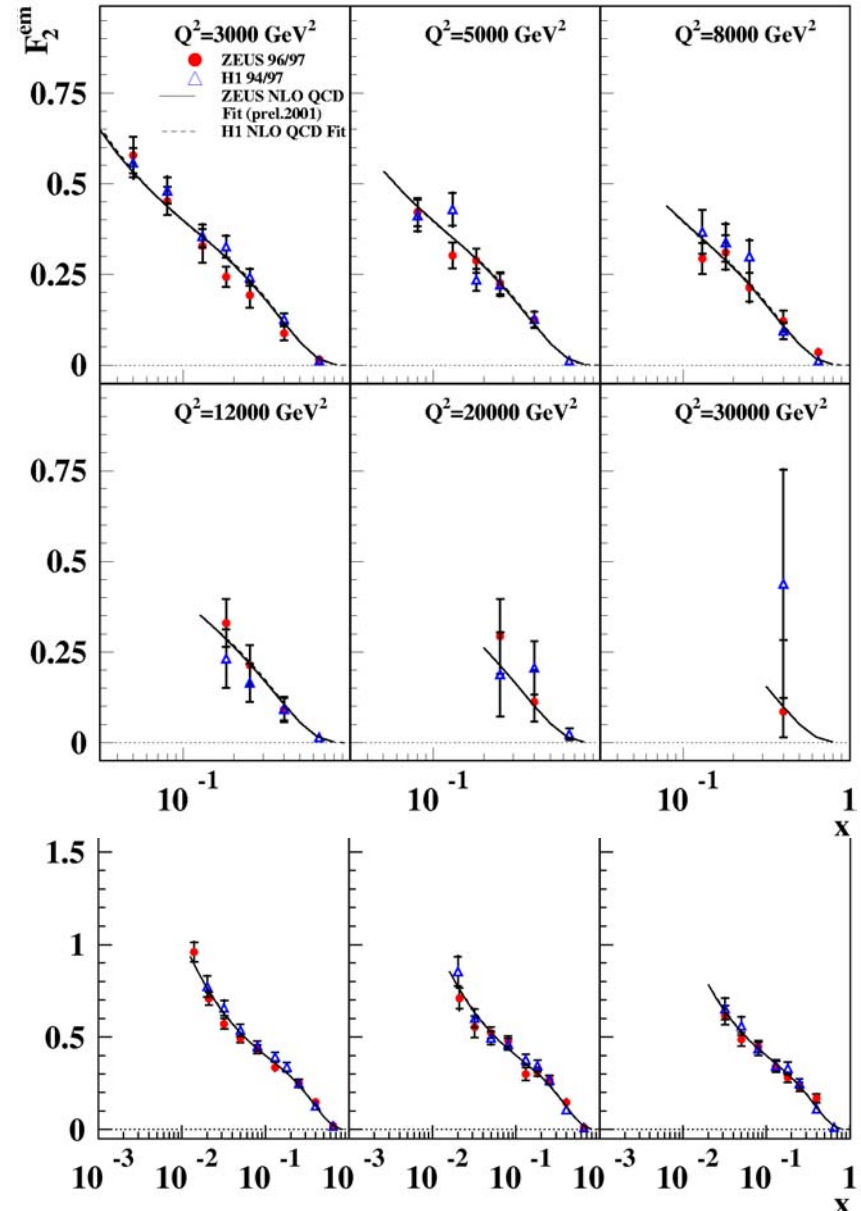 F₂ᵉᵐ
Q²=3000 GeV² Q²=5000 GeV² Q²=8000 GeV²
ZEUS 96/97
H1 94/97
ZEUS NLO QCD
Fit (prel.2001)
H1 NLO QCD Fit
0.75
0.5
0.25
0
Q²=12000 GeV² Q²=20000 GeV² Q²=30000 GeV²
0.75
0.5
0.25
0
10⁻¹ 10⁻¹ 10⁻¹ 1
x
1.5
1
0.5
0
10⁻³ 10⁻² 10⁻¹ 10⁻³ 10⁻² 10⁻¹ 10⁻³ 10⁻² 10⁻¹ 1
x